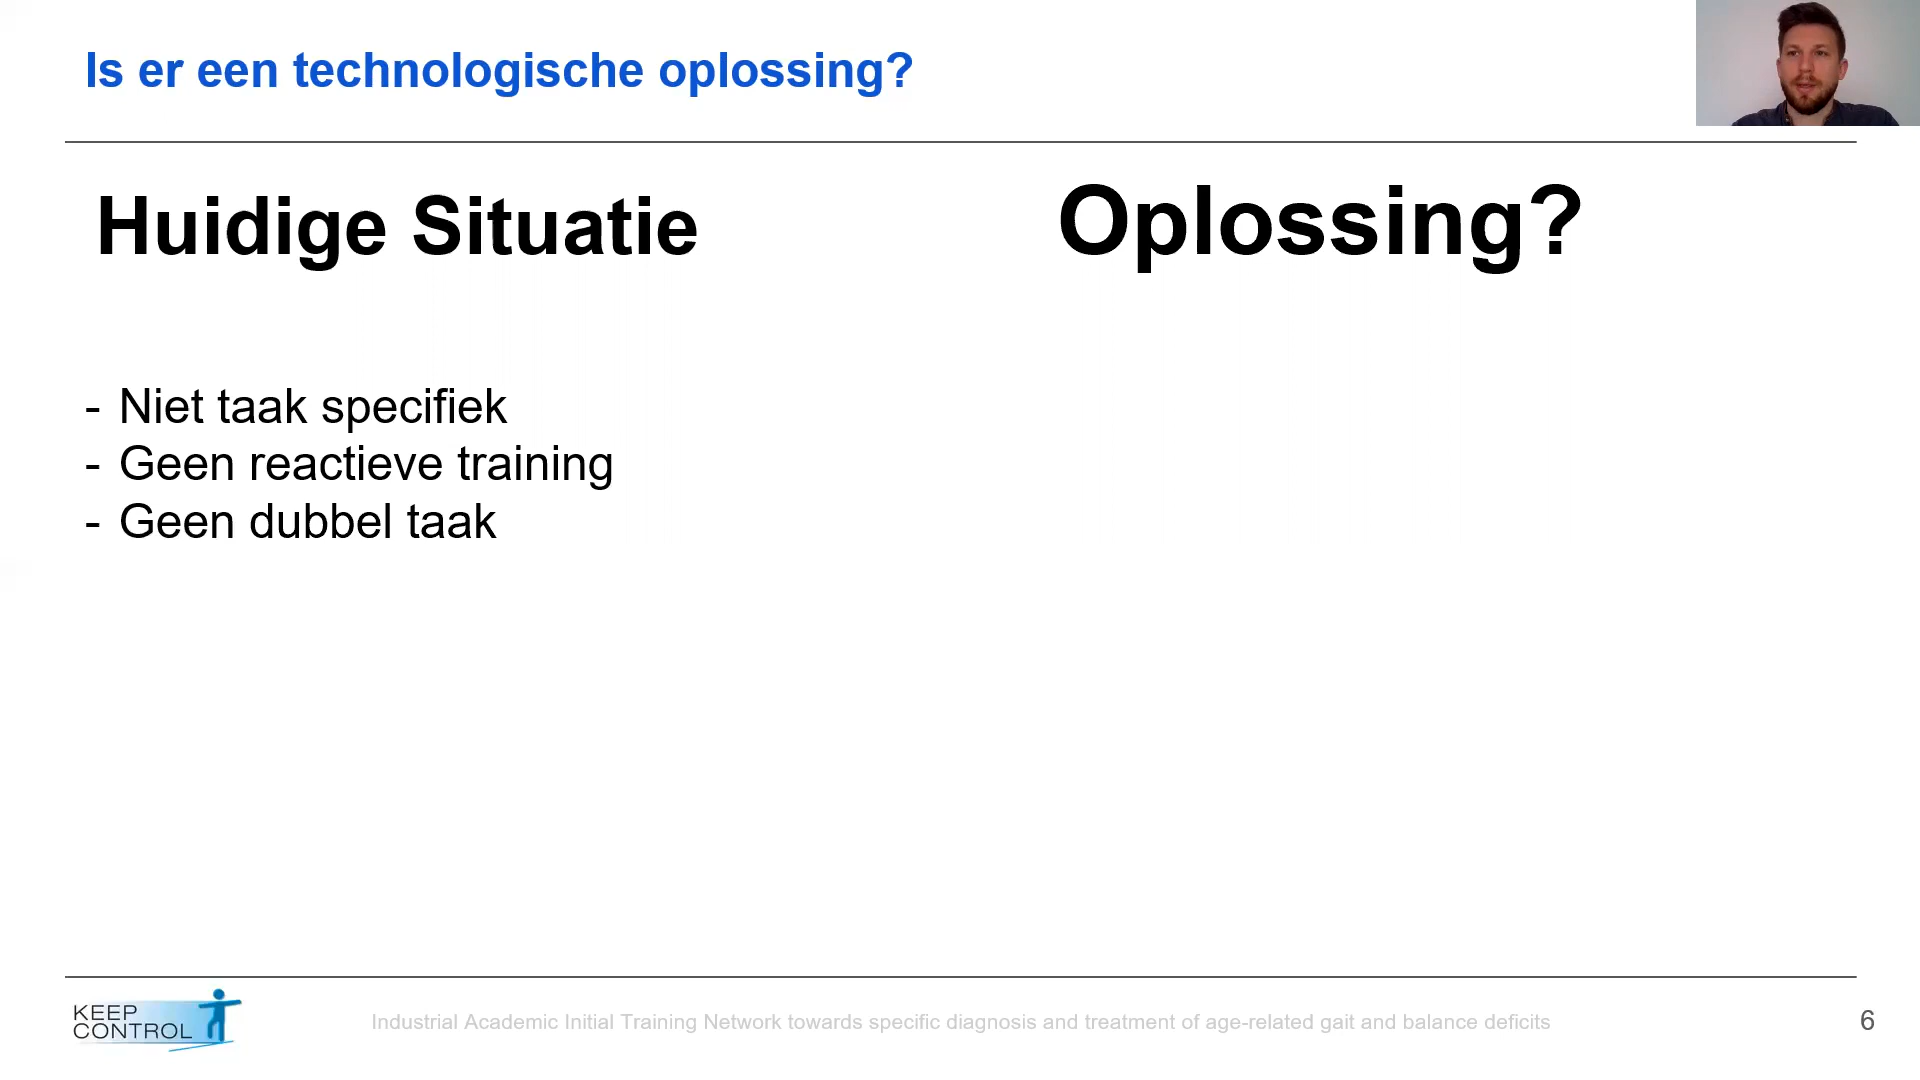 Is er een technologische oplossing?
Huidige Situatie
Oplossing?
- Niet taak specifiek
- Geen reactieve training
- Geen dubbel taak
KEEP
CONTROL
Industrial Academic Initial Training Network towards specific diagnosis and treatment of age-related gait and balance deficits
6